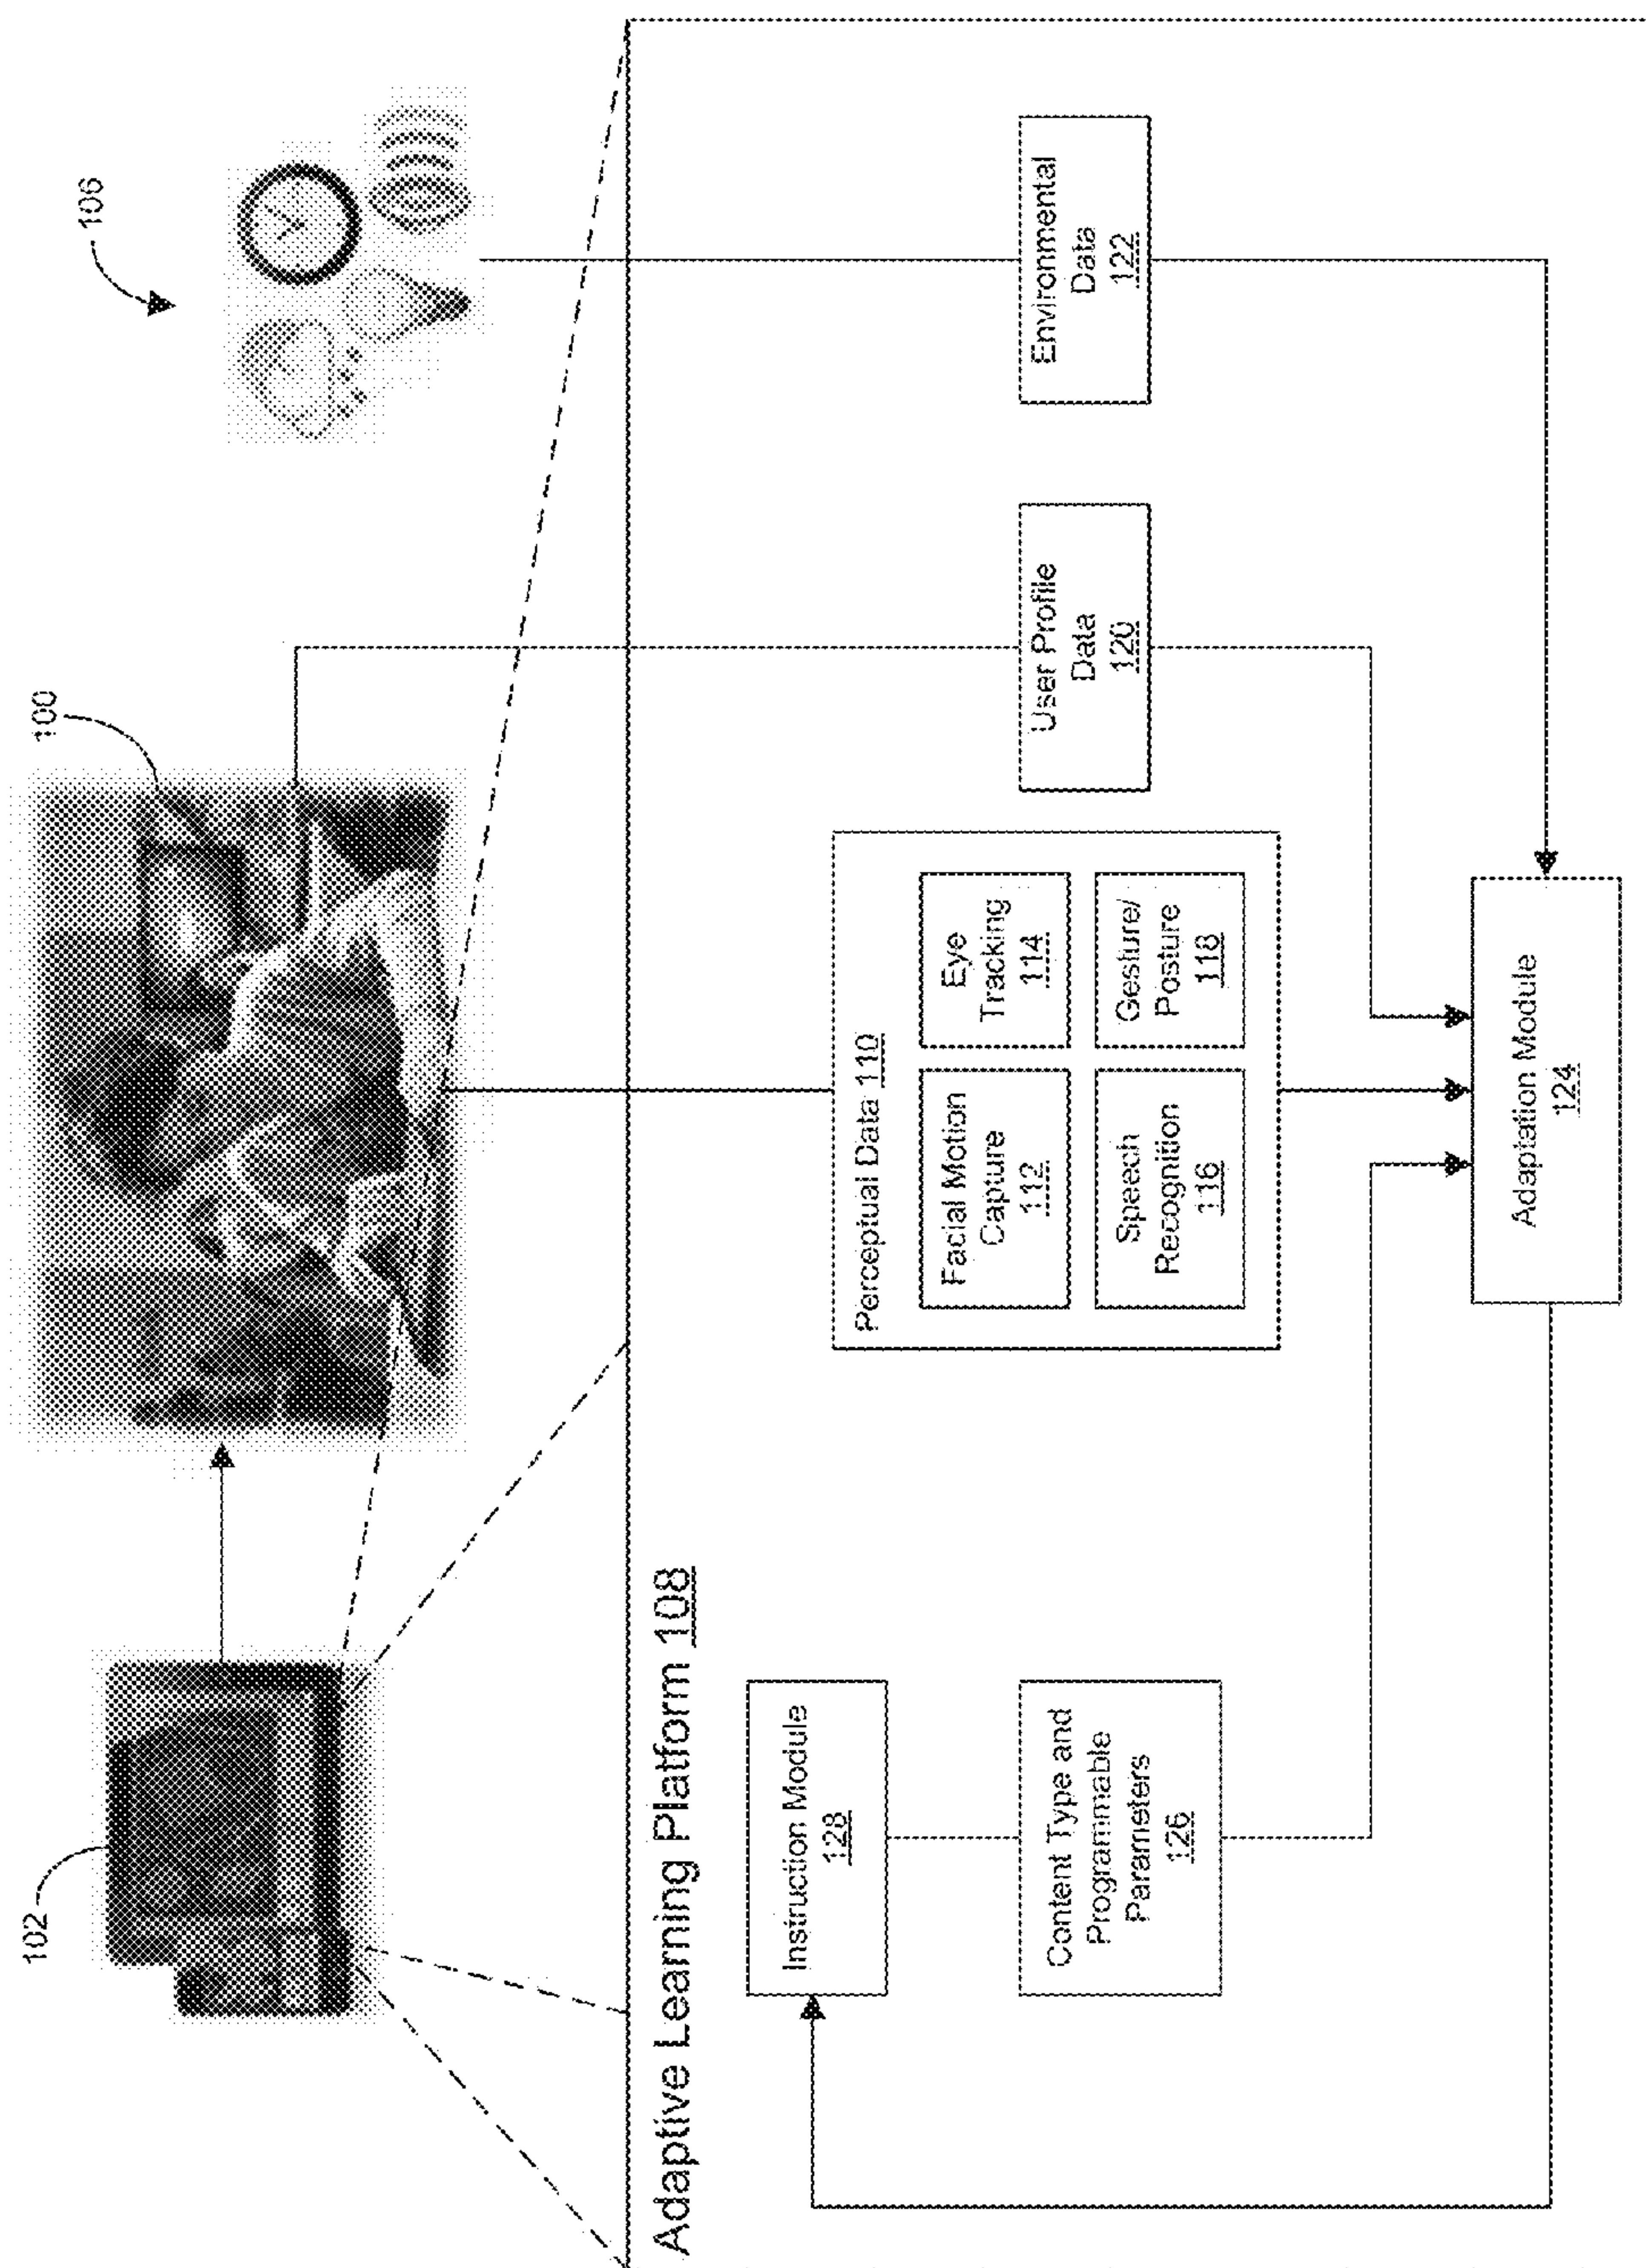 102
100
106
Adaptive Learning Platform 108
Instruction Module
128
Content Type and
Programmable
Parameters
126
Perceptual Data 110
Facial Motion
Capture
112
Eye
Tracking
114
Speech
Recognition
116
Gesture/
Posture
118
User Profile
Data
120
Environmental
Data
122
Adaptation Module
124